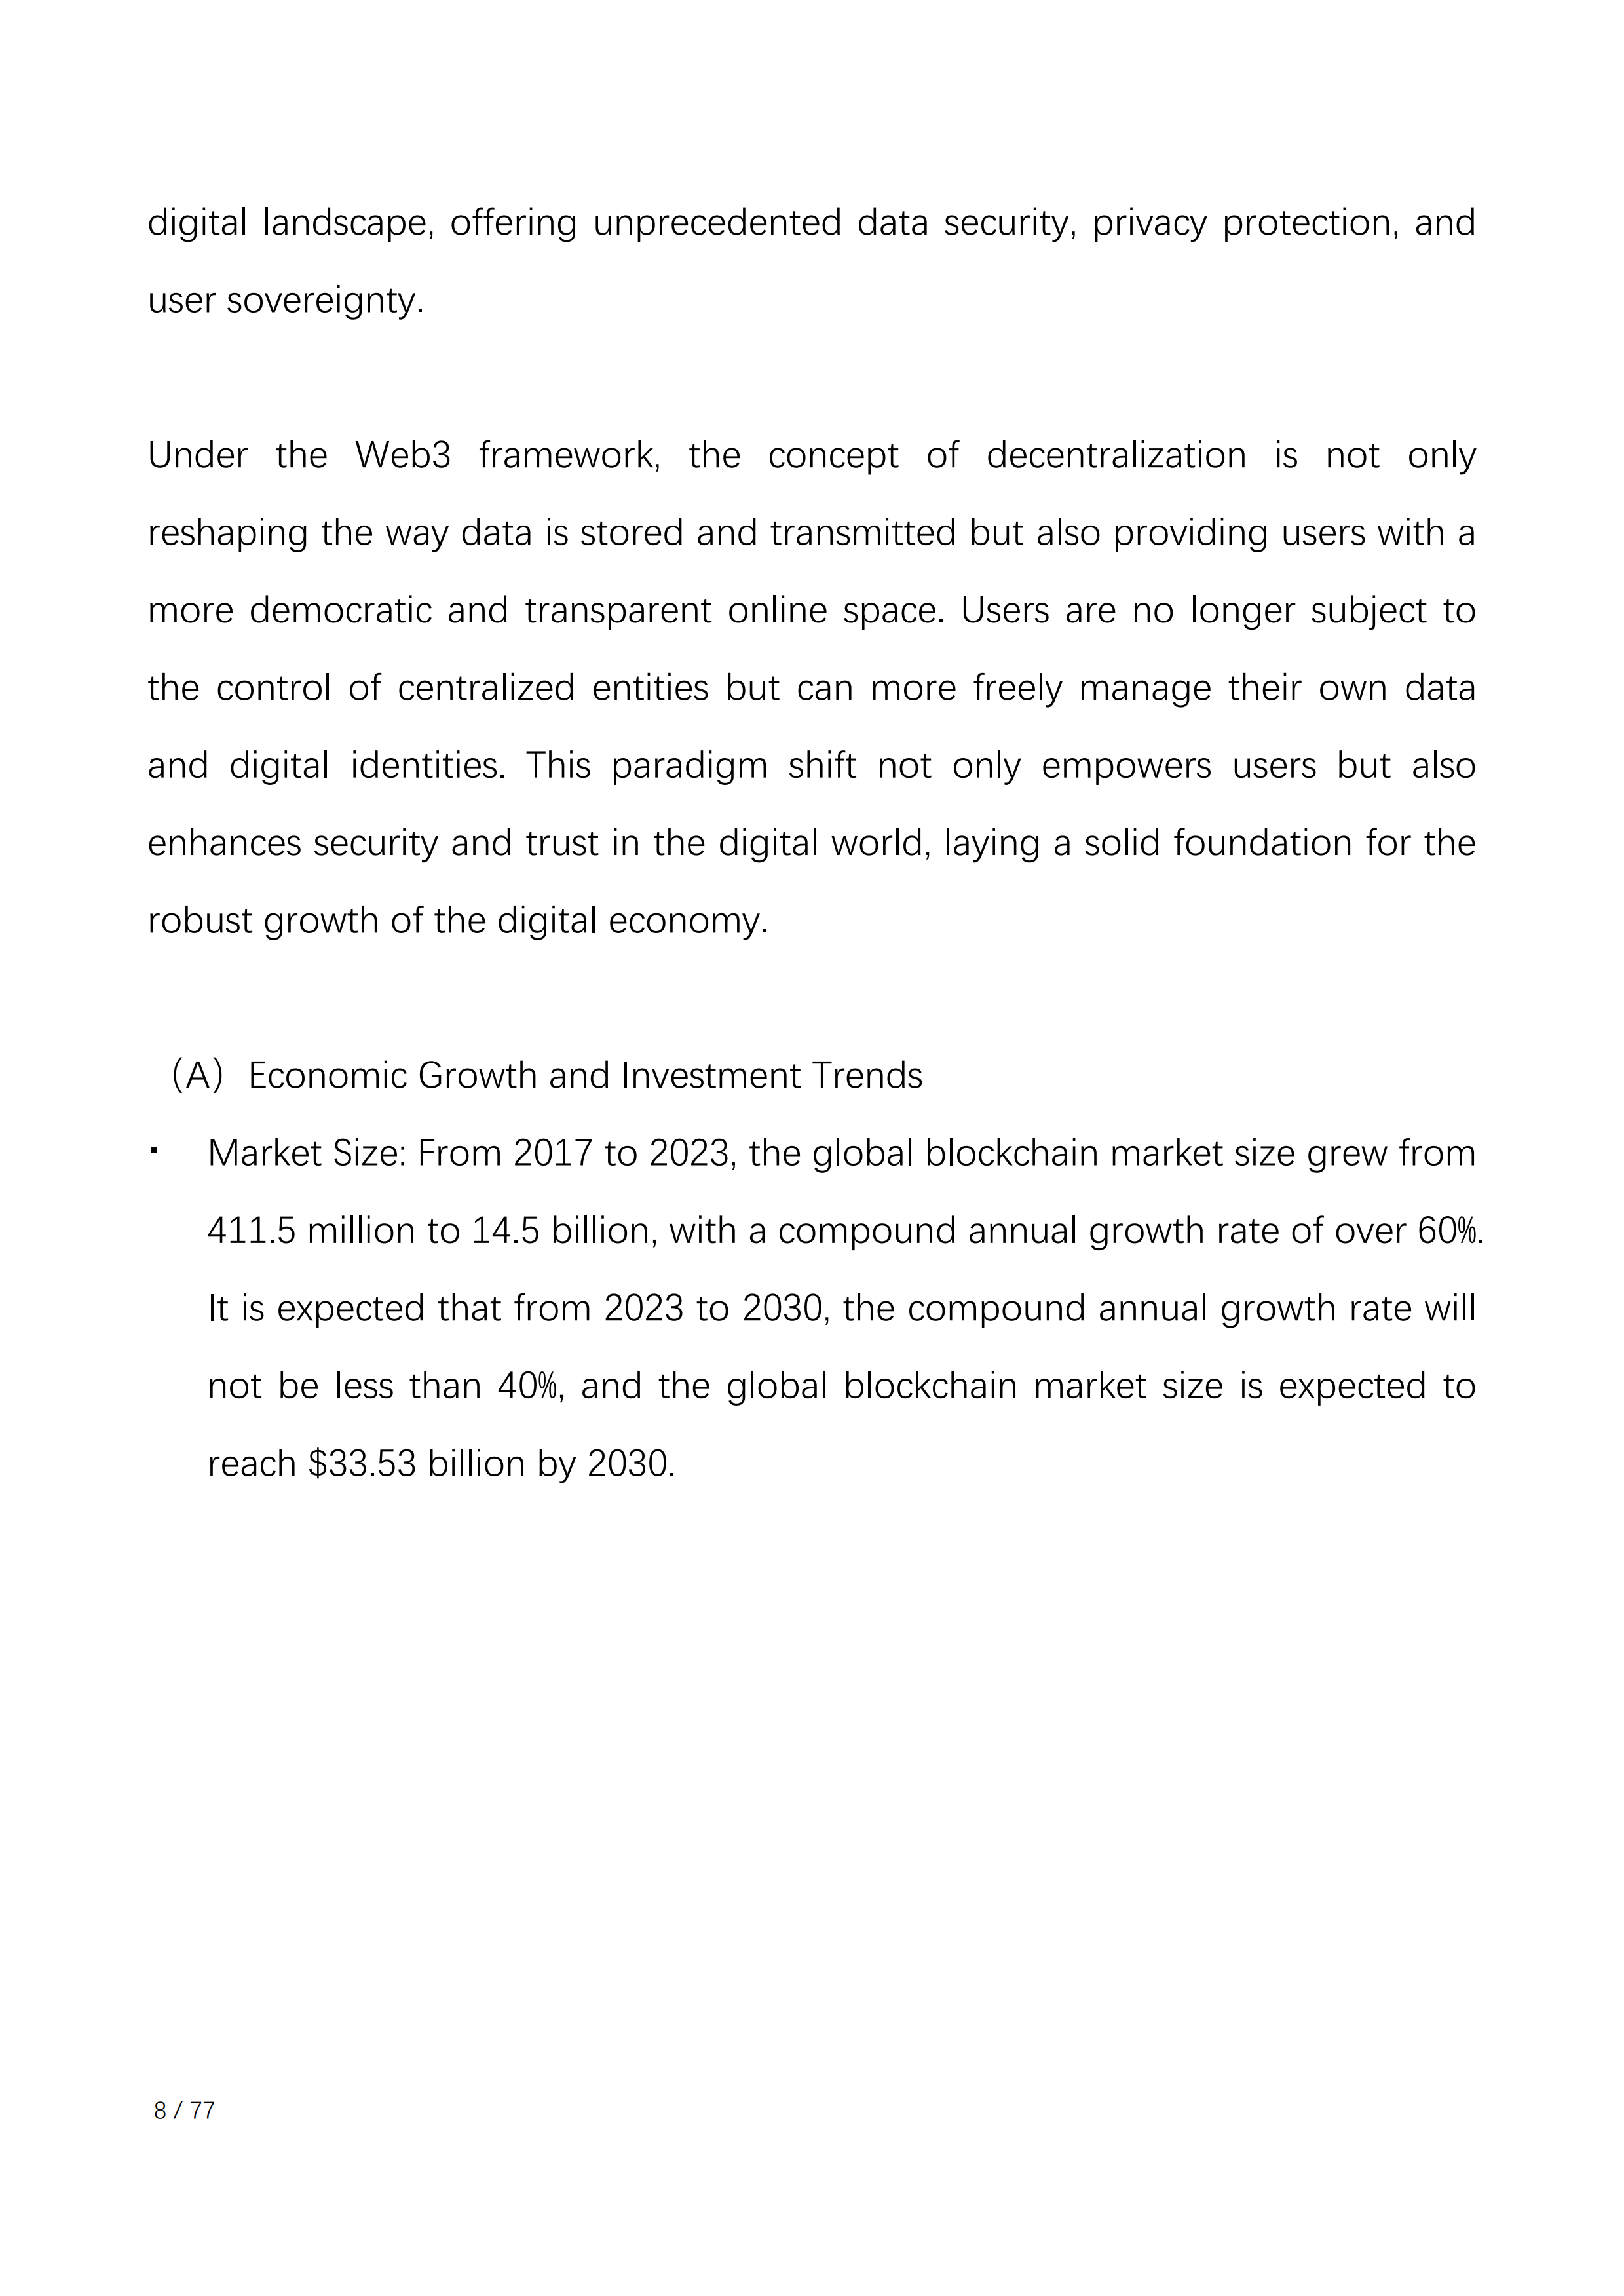 digital landscape, offering unprecedented data security, privacy protection, and
user sovereignty.
Under the Web3 framework, the concept of decentralization is not only
reshaping the way data is stored and transmitted but also providing users with a
more democratic and transparent online space. Users are no longer subject to
the control of centralized entities but can more freely manage their own data
and digital identities. This paradigm shift not only empowers users but also
enhances security and trust in the digital world, laying a solid foundation for the
robust growth of the digital economy.
（A） Economic Growth and Investment Trends
▪ Market Size: From 2017 to 2023, the global blockchain market size grew from
411.5 million to 14.5 billion, with a compound annual growth rate of over 60%.
It is expected that from 2023 to 2030, the compound annual growth rate will
not be less than 40%, and the global blockchain market size is expected to
reach $33.53 billion by 2030.
8 / 77